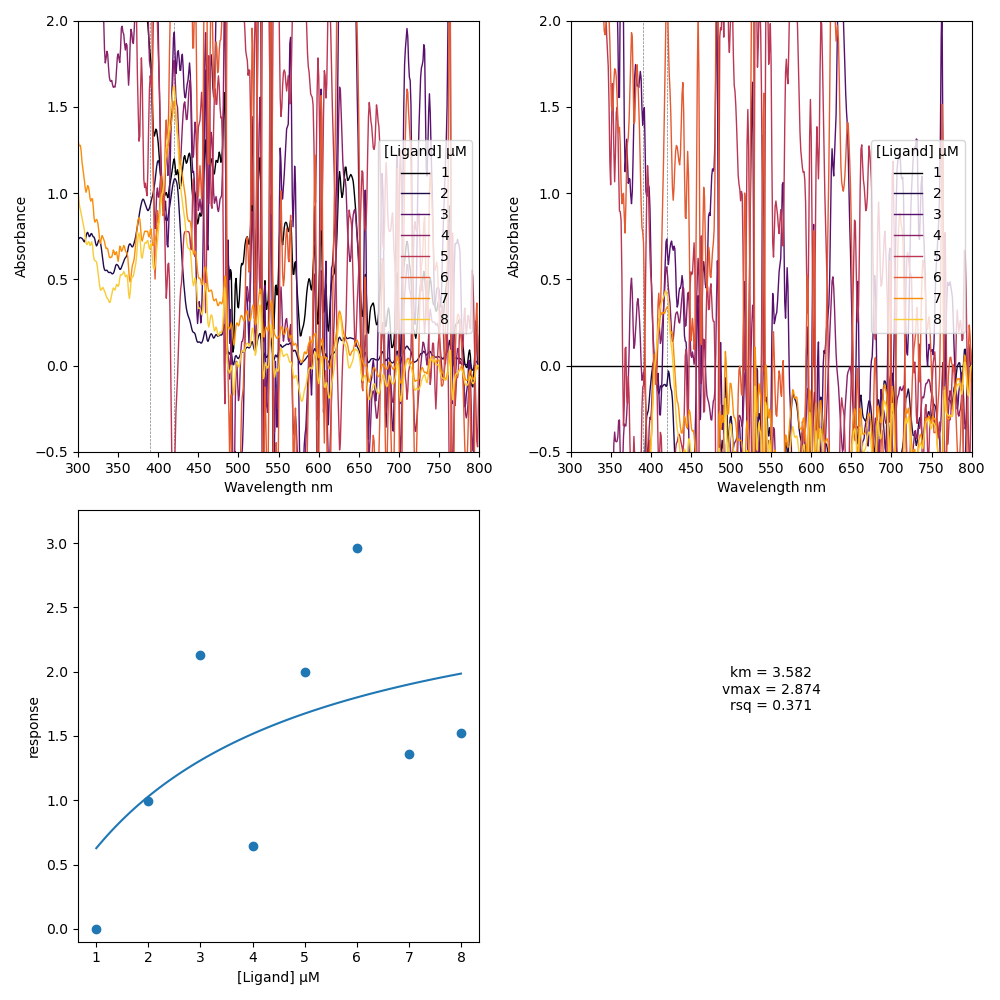 2.0
1.5
1.0
0.5
0.0
−0.5
300 350 400 450 500 550 600 650 700 750 800
Absorbance
Wavelength nm
[Ligand] μM
1
2
3
4
5
6
7
8
2.0
1.5
1.0
0.5
0.0
−0.5
300 350 400 450 500 550 600 650 700 750 800
Absorbance
Wavelength nm
[Ligand] μM
1
2
3
4
5
6
7
8
3.0
2.5
2.0
1.5
1.0
0.5
0.0
1 2 3 4 5 6 7 8
response
[Ligand] μM
km = 3.582
vmax = 2.874
rsq = 0.371